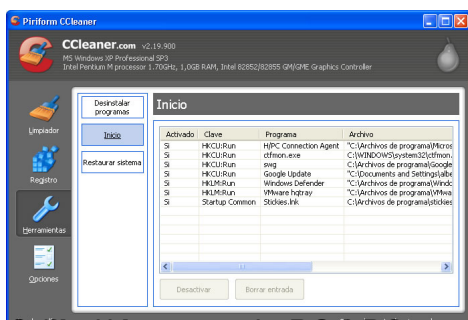 Piriform CCleaner
CCleaner.com v2.19.900
MS Windows XP Professional SP3
Intel Pentium M processor 1.70GHz, 1,0GB RAM, Intel 82852/82855 GM/GME Graphics Controller
Limpiador
Registro
Herramientas
Opciones
Desinstalar programas
Inicio
Restaurar sistema
Inicio
Activado Clave Programa Archivo
Si HKCU:Run H/PC Connection Agent "C:\Archivos de programa\Micros
Si HKCU:Run ctfmon.exe C:\WINDOWS\system32\ctfmon.
Si HKCU:Run swg C:\Archivos de programa\Google
Si HKCU:Run Google Update "C:\Documents and Settings\albe
Si HKLM:Run Windows Defender "C:\Archivos de programa\Windo
Si HKLM:Run VMware hqtray "C:\Archivos de programa\VMwa
Si Startup Common Stickies.lnk C:\Archivos de programa\stickies
Desactivar Borrar entrada